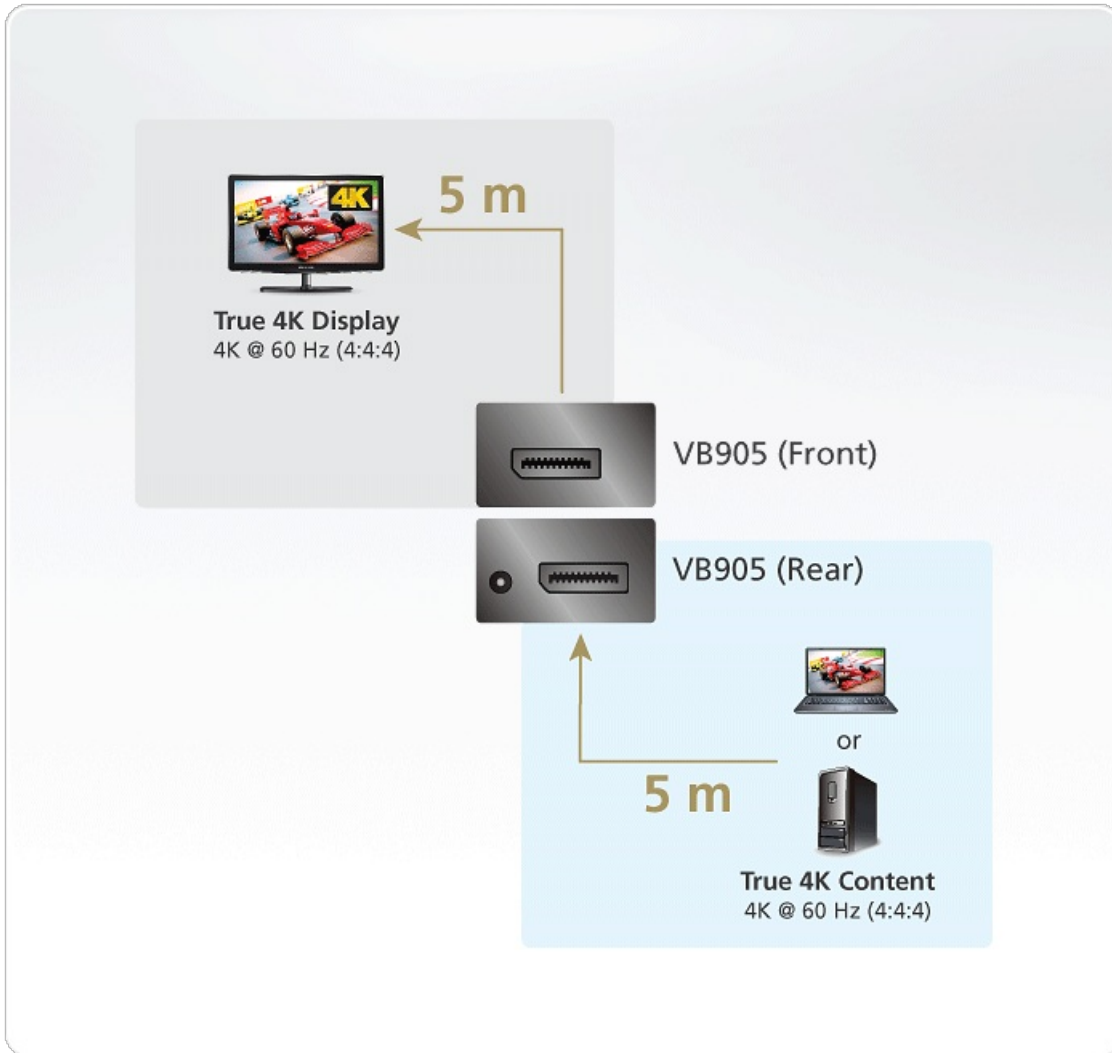 4K
5 m
True 4K Display
4K @ 60 Hz (4:4:4)
VB905 (Front)
VB905 (Rear)
or
5 m
True 4K Content
4K @ 60 Hz (4:4:4)